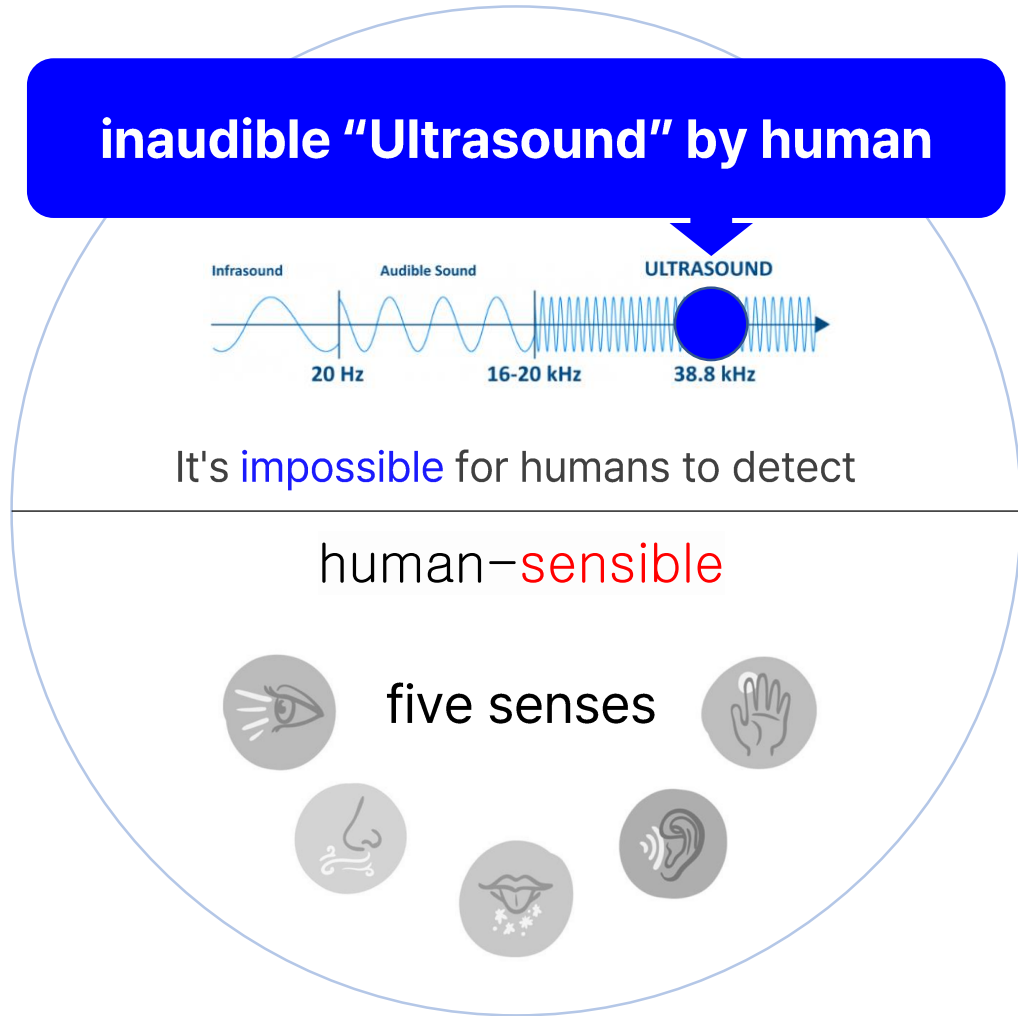 inaudible “Ultrasound” by human
Infrasound
Audible Sound
ULTRASOUND
20 Hz
16-20 kHz
38.8 kHz
It's impossible for humans to detect
human-sensible
five senses